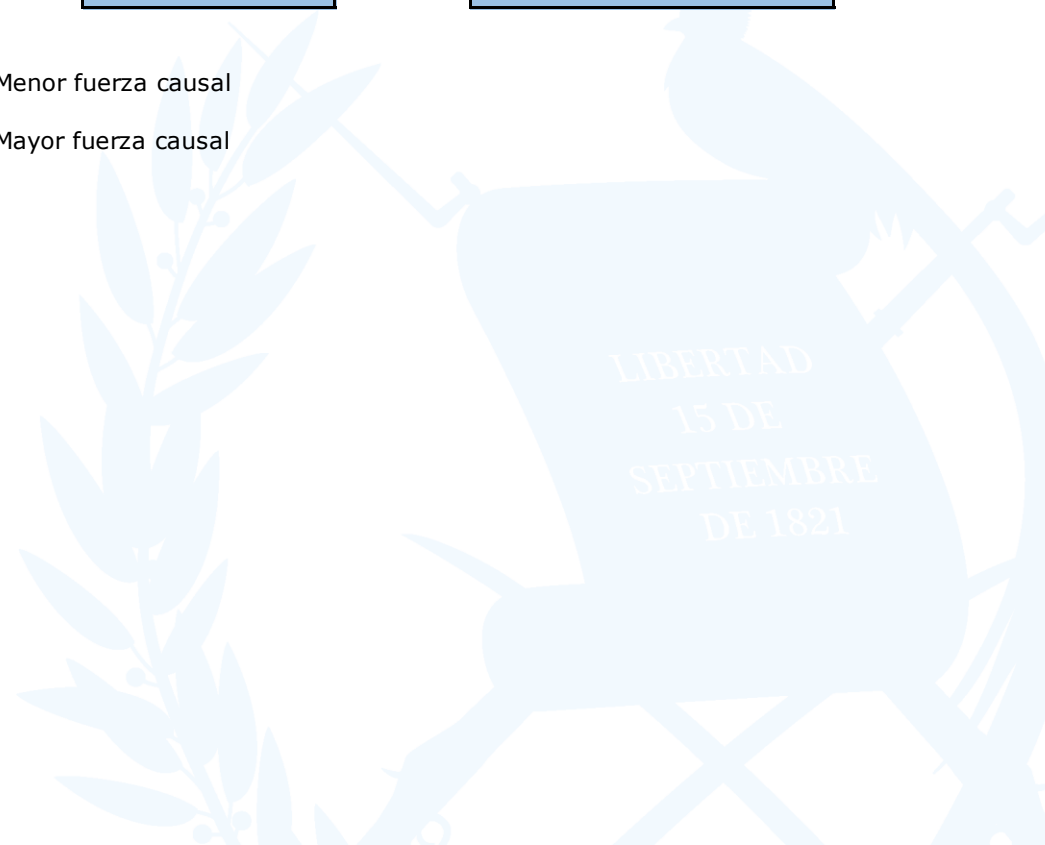 Menor fuerza causal
Mayor fuerza causal
LIBERTAD
15 DE
SEPTIEMBRE
DE 1821